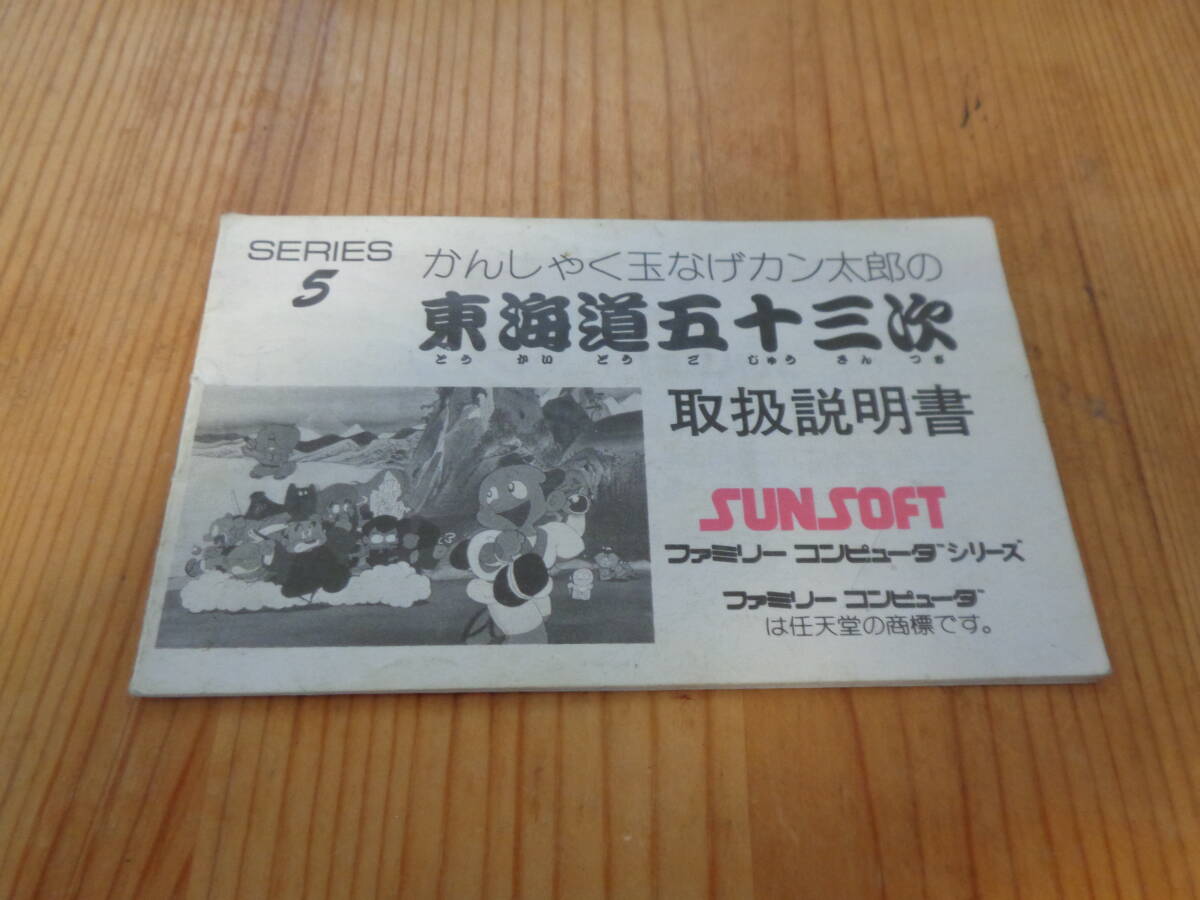 SERIES
5
かんしゃく玉なげカン太郎の
東海道五十三次
とうかいどうごじゅうさんつぎ
取扱説明書
SUNSOFT
ファミリー コンピュータ™シリーズ
ファミリー コンピュータ™
は任天堂の商標です。